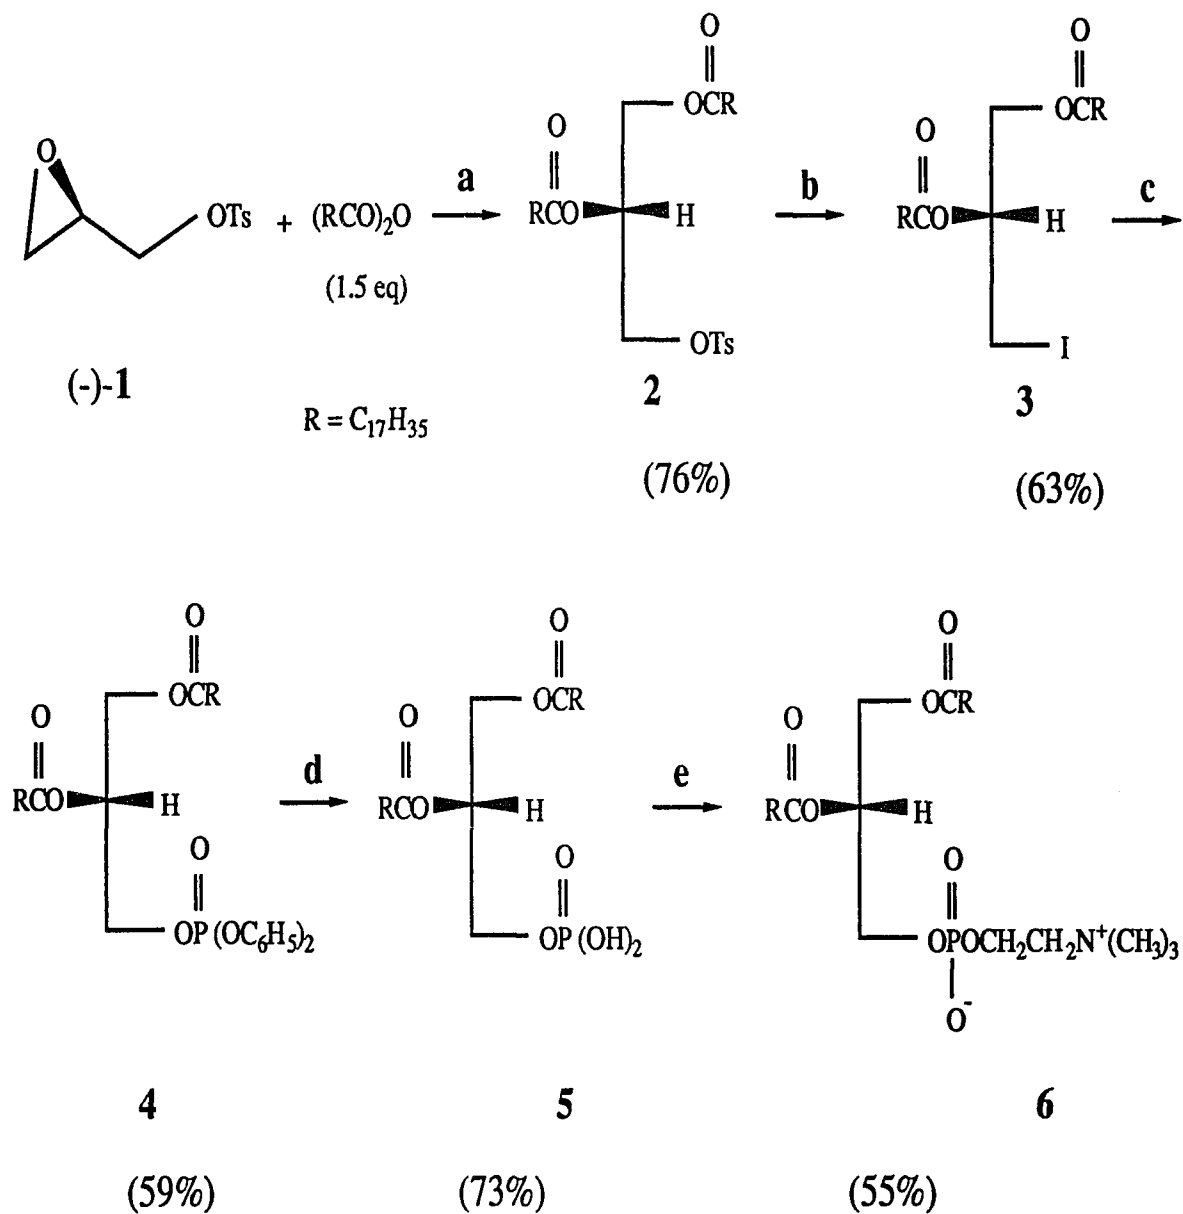 O OTs + (RCO)₂O a
(1.5 eq)
(-)-1
R = C₁₇H₃₅
O
OCR
O
RCO H
OTs
2
(76%)
b
O
OCR
O
RCO H
I
3
(63%)
c
O
OCR
O
RCO H
O
OP(OC₆H₅)₂
4
(59%)
d
O
OCR
O
RCO H
O
OP(OH)₂
5
(73%)
e
O
OCR
O
RCO H
O
OPOCH₂CH₂N⁺(CH₃)₃
O⁻
6
(55%)